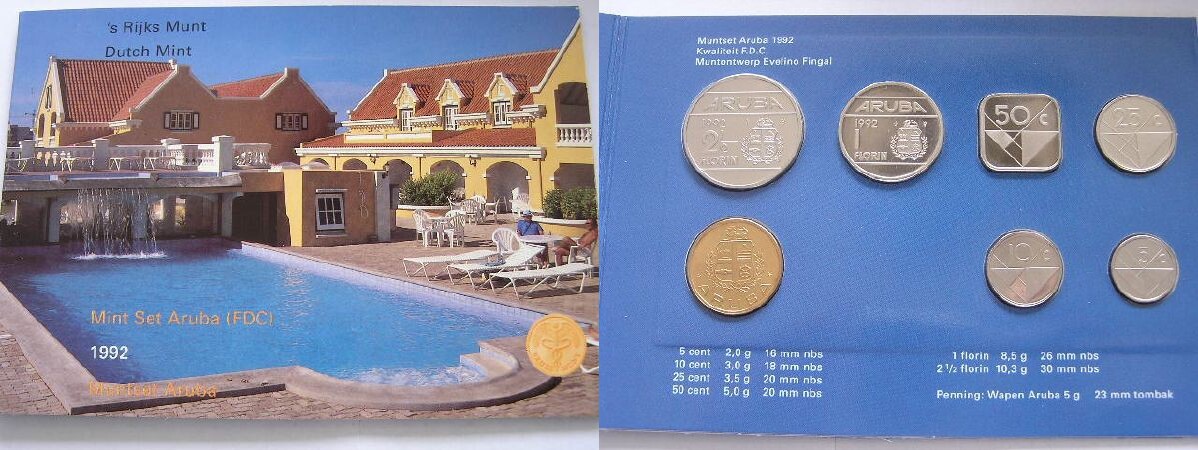 's Rijks Munt
Dutch Mint
Mint Set Aruba (FDC)
1992
Muntset Aruba
Muntset Aruba 1992
Kwaliteit F.D.C.
Muntentwerp Evelino Fingal
ARUBA
1992
2½
FLORIN
ARUBA
1992
1
FLORIN
50 C
25 C
ARUBA
10 C
5 C
5 cent 2,0 g 16 mm nbs
10 cent 3,0 g 18 mm nbs
25 cent 3,5 g 20 mm nbs
50 cent 5,0 g 20 mm nbs
1 florin 8,5 g 26 mm nbs
2 1/2 florin 10,3 g 30 mm nbs
Penning: Wapen Aruba 5 g 23 mm tombak